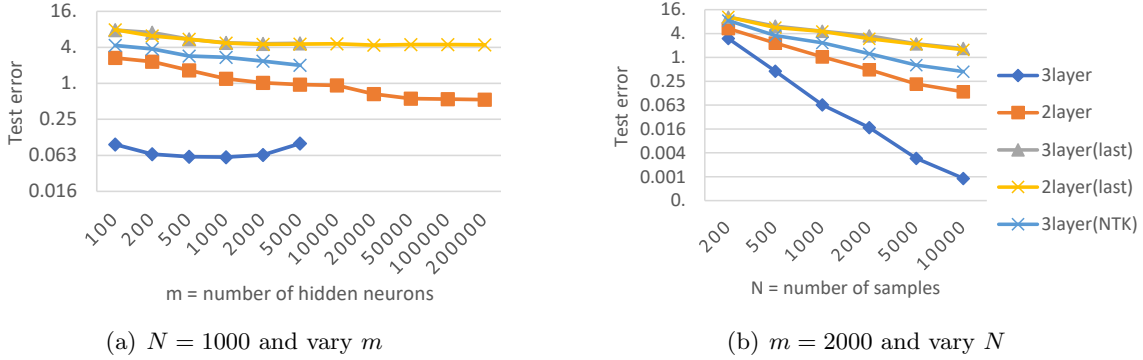 16.
4.
1.
0.25
0.063
0.016
Test error
100
200
500
1000
2000
5000
10000
20000
50000
100000
200000
m = number of hidden neurons
(a) N = 1000 and vary m
16.
4.
1.
0.25
0.063
0.016
0.004
0.001
0.
Test error
200
500
1000
2000
5000
10000
N = number of samples
3layer
2layer
3layer(last)
2layer(last)
3layer(NTK)
(b) m = 2000 and vary N